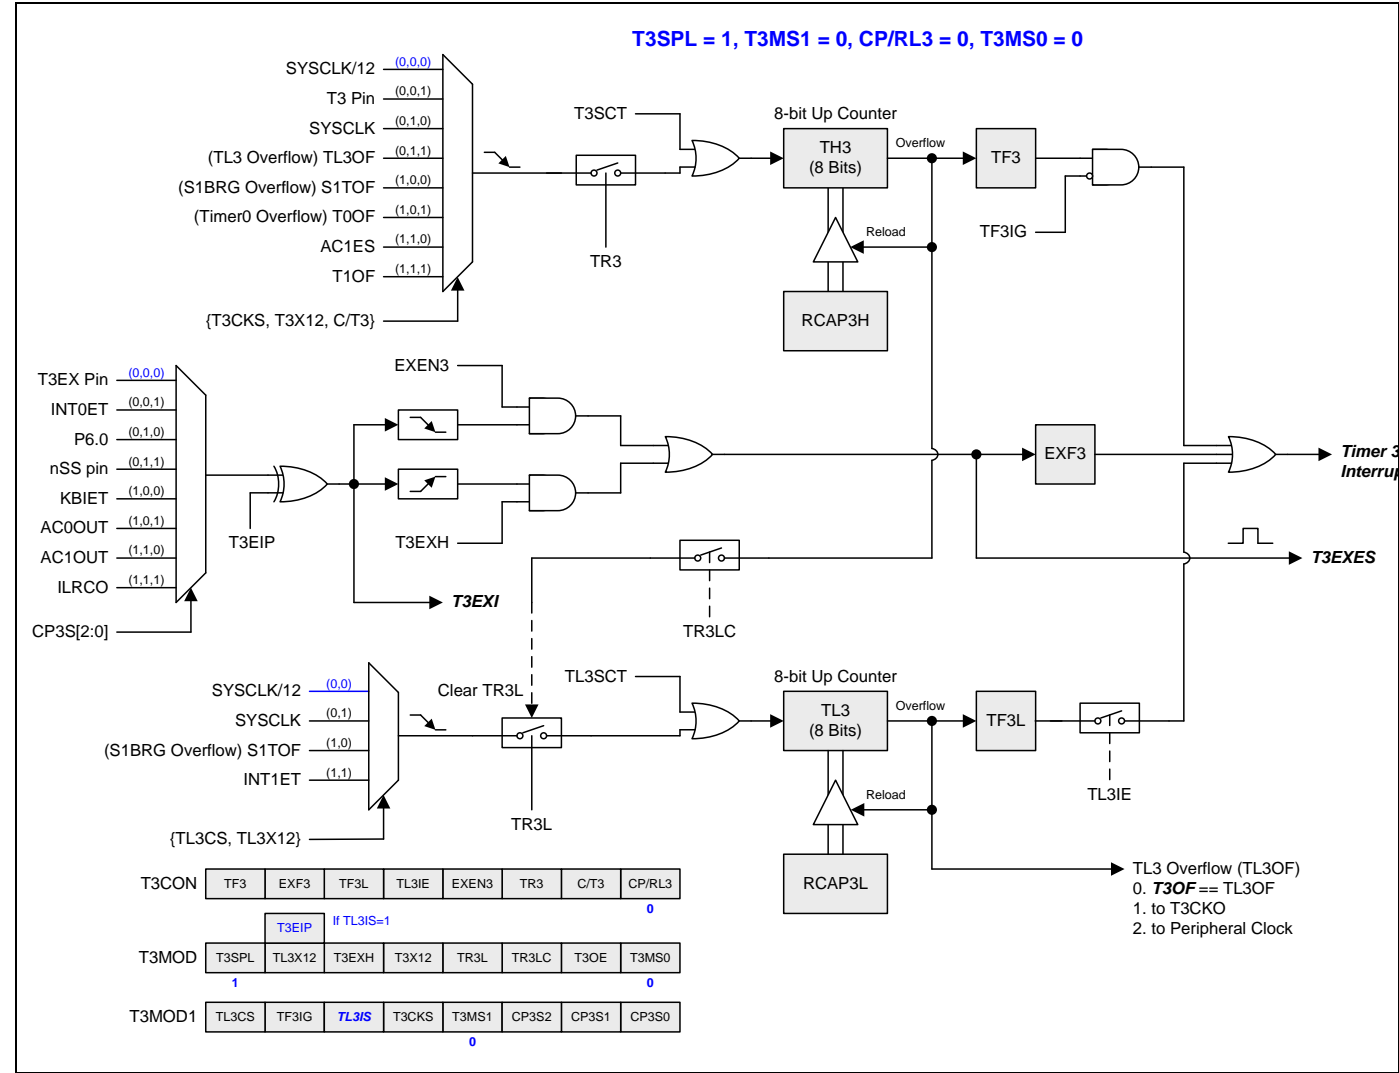 T3SPL = 1, T3MS1 = 0, CP/RL3 = 0, T3MS0 = 0
SYSCLK/12 (0,0,0)
T3 Pin (0,0,1)
SYSCLK (0,1,0)
(TL3 Overflow) TL3OF (0,1,1)
(S1BRG Overflow) S1TOF (1,0,0)
(Timer0 Overflow) T0OF (1,0,1)
AC1ES (1,1,0)
T1OF (1,1,1)
{T3CKS, T3X12, C/T3}
TR3
T3SCT
8-bit Up Counter
TH3
(8 Bits)
Overflow
TF3
TF3IG
Reload
RCAP3H
T3EX Pin (0,0,0)
INT0ET (0,0,1)
P6.0 (0,1,0)
nSS pin (0,1,1)
KBIET (1,0,0)
AC0OUT (1,0,1)
AC1OUT (1,1,0)
ILRCO (1,1,1)
CP3S[2:0]
T3EIP
EXEN3
T3EXH
T3EXI
EXF3
Timer 3
Interrup
T3EXES
TR3LC
SYSCLK/12 (0,0)
SYSCLK (0,1)
(S1BRG Overflow) S1TOF (1,0)
INT1ET (1,1)
{TL3CS, TL3X12}
Clear TR3L
TR3L
TL3SCT
8-bit Up Counter
TL3
(8 Bits)
Overflow
TF3L
TL3IE
Reload
RCAP3L
TL3 Overflow (TL3OF)
0. T3OF == TL3OF
1. to T3CKO
2. to Peripheral Clock
T3CON TF3 EXF3 TF3L TL3IE EXEN3 TR3 C/T3 CP/RL3
0
T3EIP If TL3IS=1
T3MOD T3SPL TL3X12 T3EXH T3X12 TR3L TR3LC T3OE T3MS0
1 0
T3MOD1 TL3CS TF3IG TL3IS T3CKS T3MS1 CP3S2 CP3S1 CP3S0
0